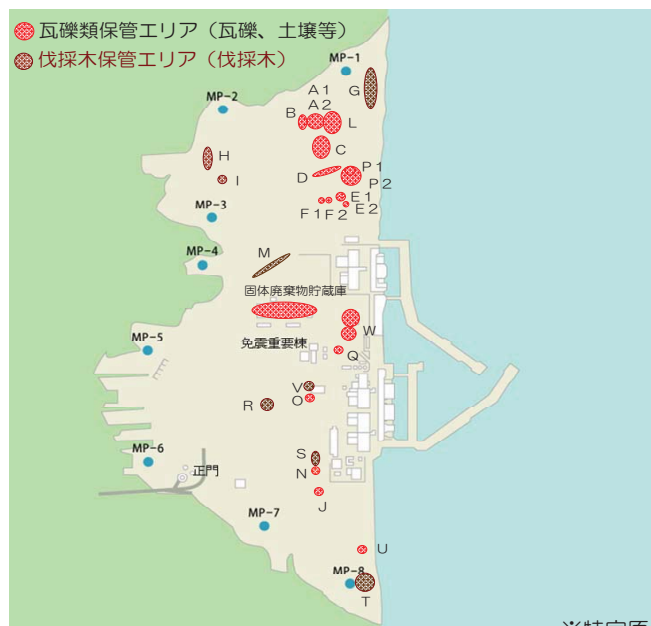 瓦礫類保管エリア（瓦礫、土壌等）
伐採木保管エリア（伐採木）
MP-1
A1
G
MP-2
A2
B
L
C
H
P1
D
I
P2
E1
MP-3
F1
F2
E2
M
MP-4
固体廃棄物貯蔵庫
W
MP-5
免震重要棟
Q
V
O
R
MP-6
S
正門
N
J
MP-7
U
MP-8
T